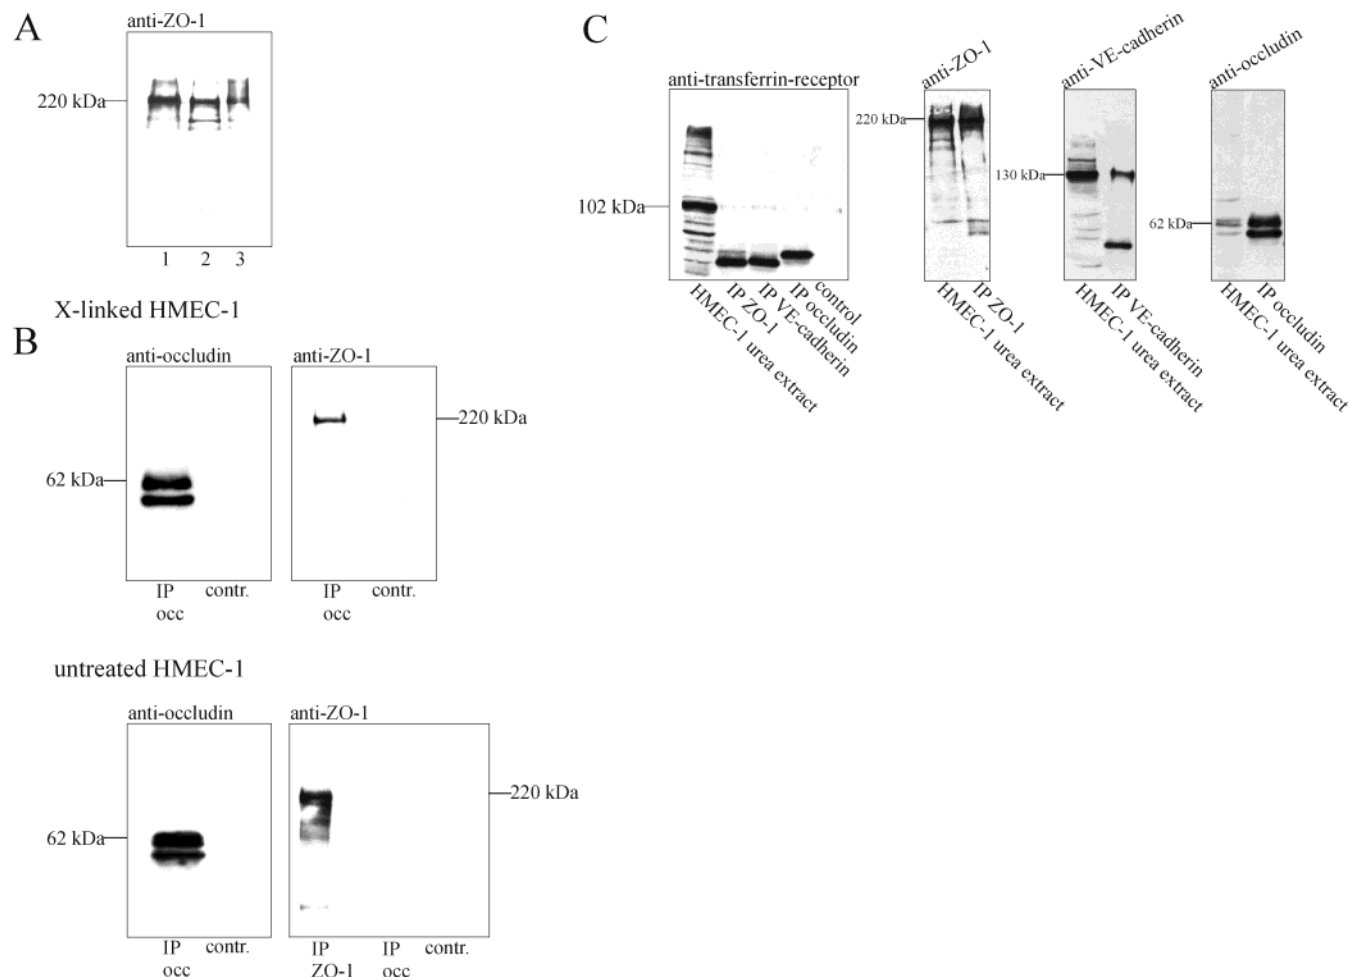 A
anti-ZO-1
220 kDa
1 2 3
X-linked HMEC-1
B
anti-occludin
anti-ZO-1
62 kDa
220 kDa
IP occ
contr.
IP occ
contr.
untreated HMEC-1
anti-occludin
anti-ZO-1
62 kDa
220 kDa
IP occ
contr.
IP ZO-1
IP occ
contr.
C
anti-transferrin-receptor
102 kDa
HMEC-1 urea extract
IP ZO-1
IP VE-cadherin
IP occludin
control
anti-ZO-1
220 kDa
HMEC-1 urea extract
IP ZO-1
anti-VE-cadherin
130 kDa
HMEC-1 urea extract
IP VE-cadherin
anti-occludin
62 kDa
HMEC-1 urea extract
IP occludin